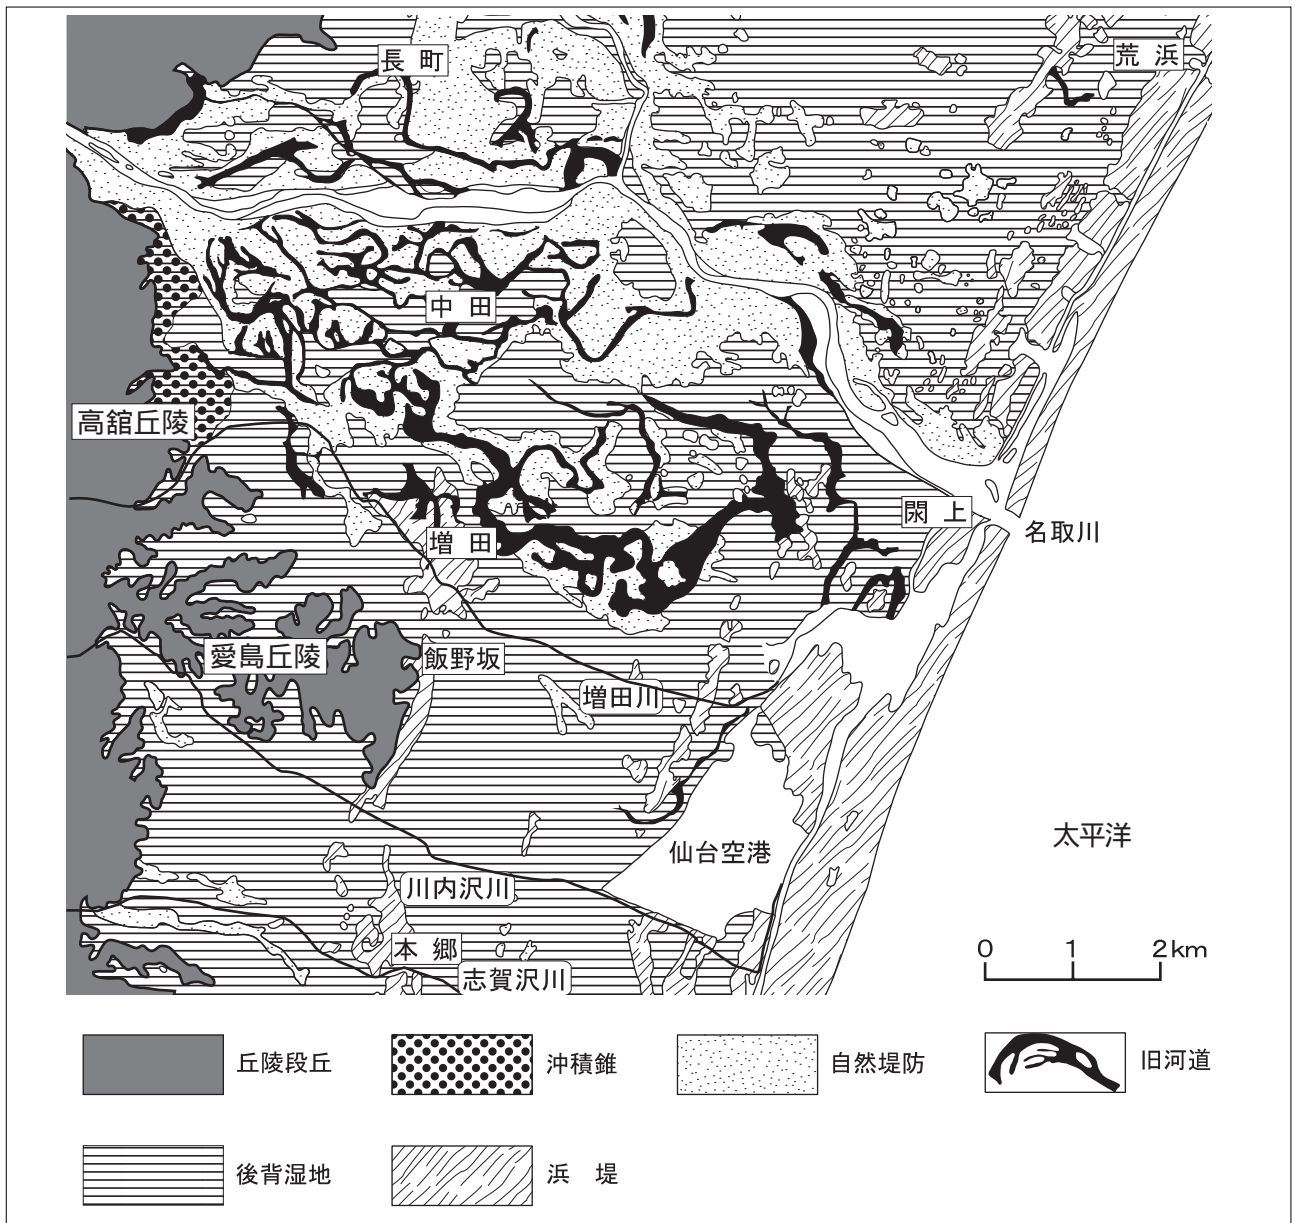 長町
荒浜
中田
高舘丘陵
閖上
名取川
増田
愛島丘陵
飯野坂
増田川
仙台空港
太平洋
川内沢川
本郷
志賀沢川
0 1 2km
丘陵段丘
沖積錐
自然堤防
旧河道
後背湿地
浜堤